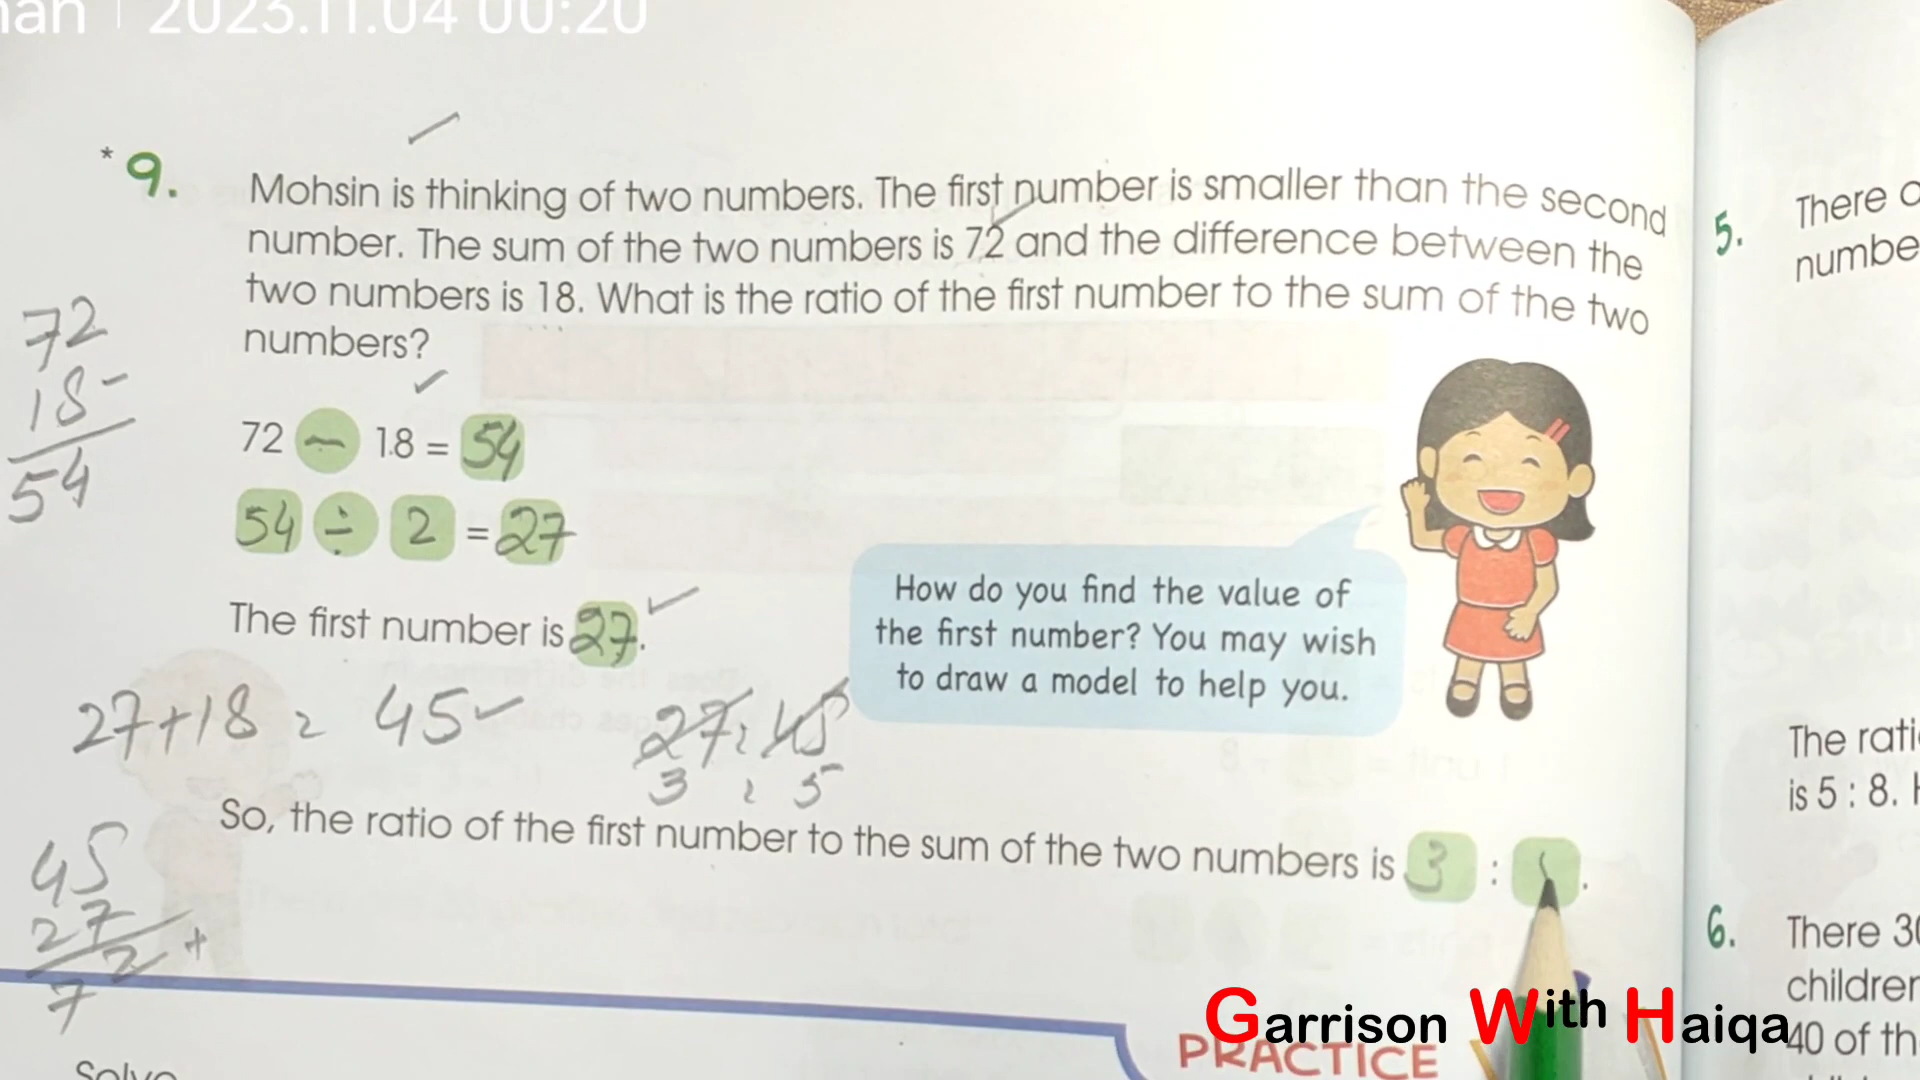 2023.11.04 00:20
* 9. Mohsin is thinking of two numbers. The first number is smaller than the second
number. The sum of the two numbers is 72 and the difference between the
two numbers is 18. What is the ratio of the first number to the sum of the two
numbers?
72
18 -
54
72 - 18 = 54
54 ÷ 2 = 27
The first number is 27.
How do you find the value of
the first number? You may wish
to draw a model to help you.
27+18 = 45
27 : 45
3 : 5
So, the ratio of the first number to the sum of the two numbers is 3 : .
45
27 +
72
PRACTICE
Garrison With Haiqa
5. There
numbe
The rati
is 5 : 8.
6. There 30
children
40 of th